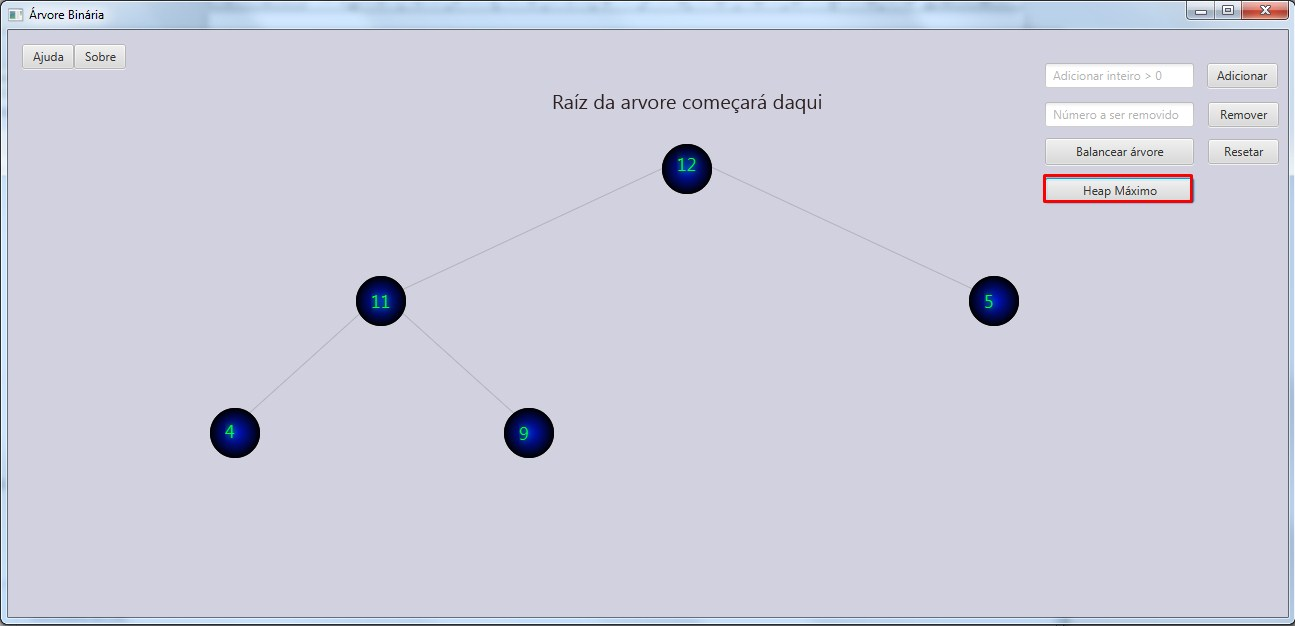 Árvore Binária
Ajuda Sobre
Adicionar inteiro > 0 Adicionar
Raíz da arvore começará daqui
Número a ser removido Remover
Balancear árvore Resetar
12
Heap Máximo
11 5
4 9